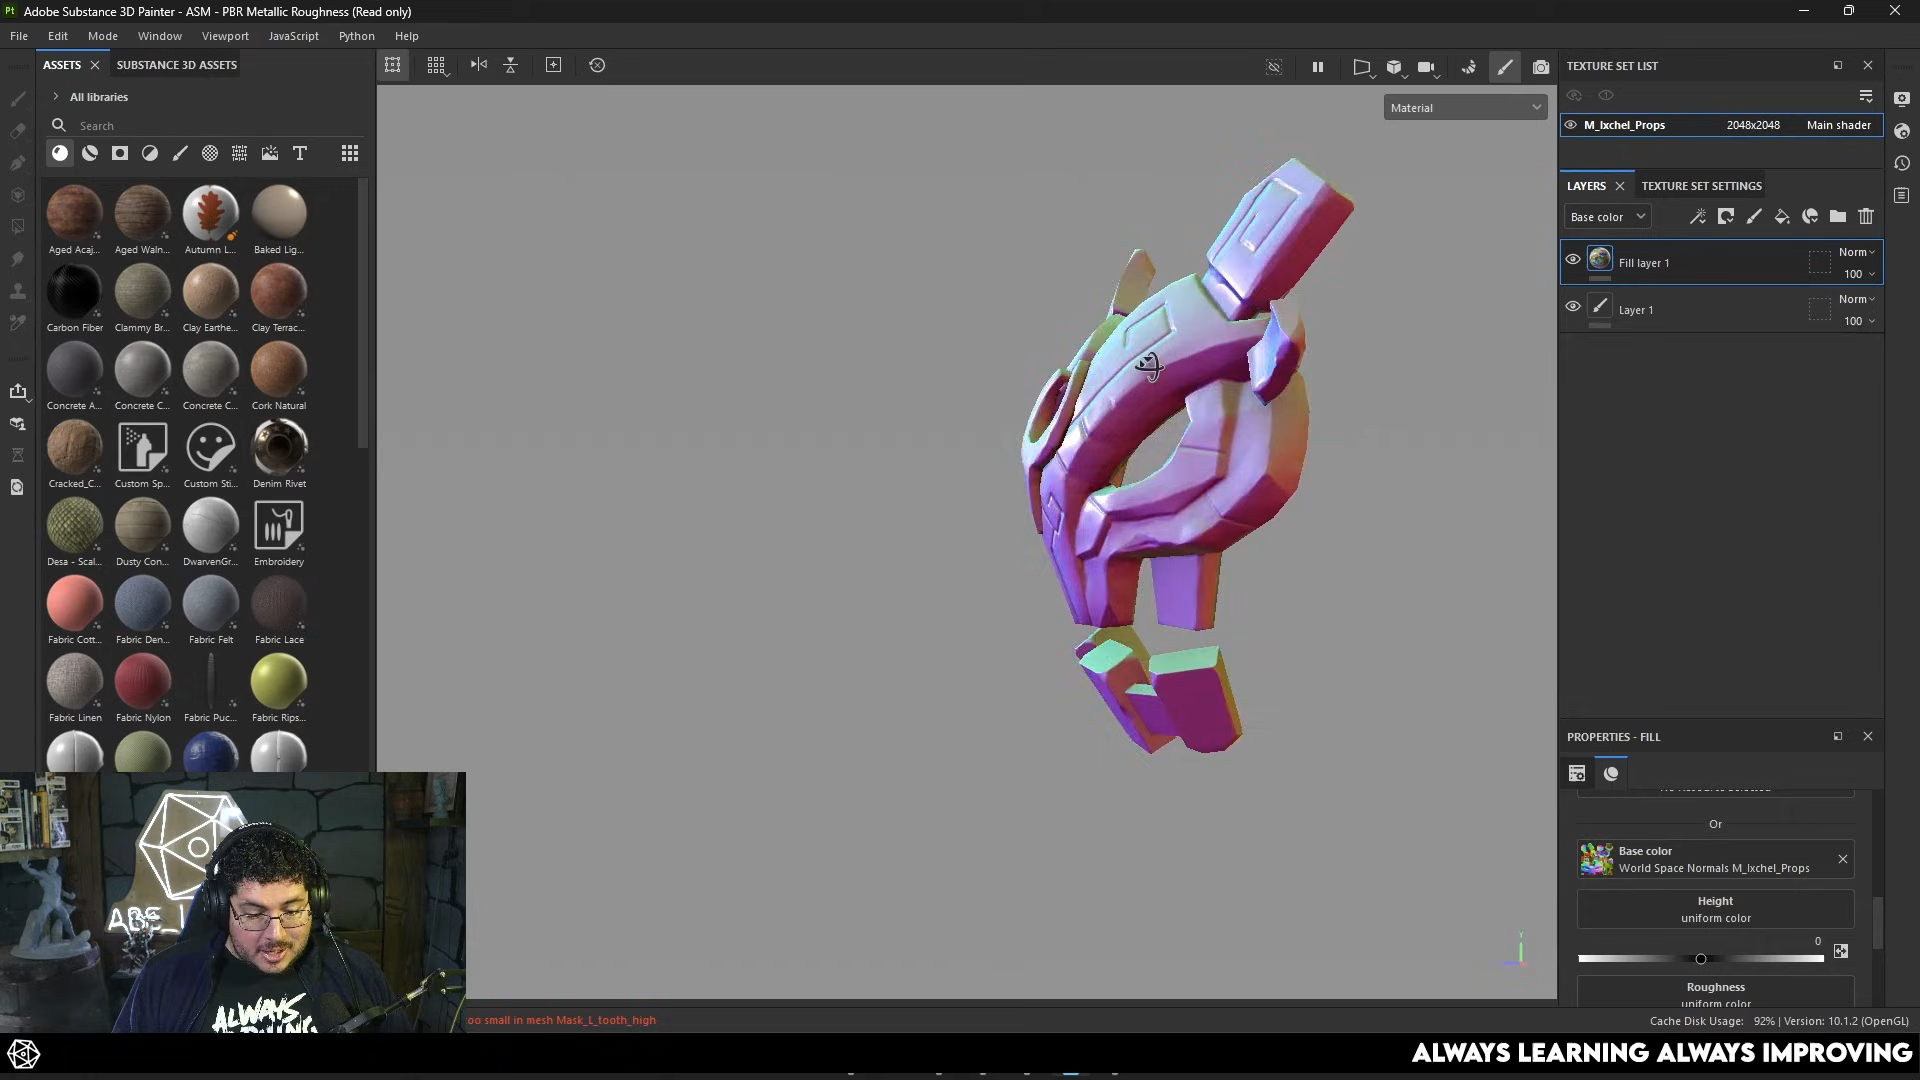 Pt Adobe Substance 3D Painter - ASM - PBR Metallic Roughness (Read only)
File Edit Mode Window Viewport JavaScript Python Help
ASSETS SUBSTANCE 3D ASSETS
All libraries
Search
T
Aged Acaj... Aged Waln... Autumn L... Baked Lig...
Carbon Fiber Clammy Br... Clay Earthe... Clay Terrac...
Concrete A... Concrete C... Concrete C... Cork Natural
Cracked_C... Custom Sp... Custom Sti... Denim Rivet
Desa - Scal... Dusty Con... DwarvenGr... Embroidery
Fabric Cott... Fabric Den... Fabric Felt Fabric Lace
Fabric Linen Fabric Nylon Fabric Puc... Fabric Rips...
Material
Y
TEXTURE SET LIST
M_Ixchel_Props 2048x2048 Main shader
LAYERS TEXTURE SET SETTINGS
Base color
Fill layer 1 Norm
100
Layer 1 Norm
100
PROPERTIES - FILL
No Resource Selected
Or
Base color
World Space Normals M_Ixchel_Props
Height
uniform color
0
Roughness
uniform color
ALWAYS
too small in mesh Mask_L_tooth_high
Cache Disk Usage: 92% | Version: 10.1.2 (OpenGL)
ALWAYS LEARNING ALWAYS IMPROVING